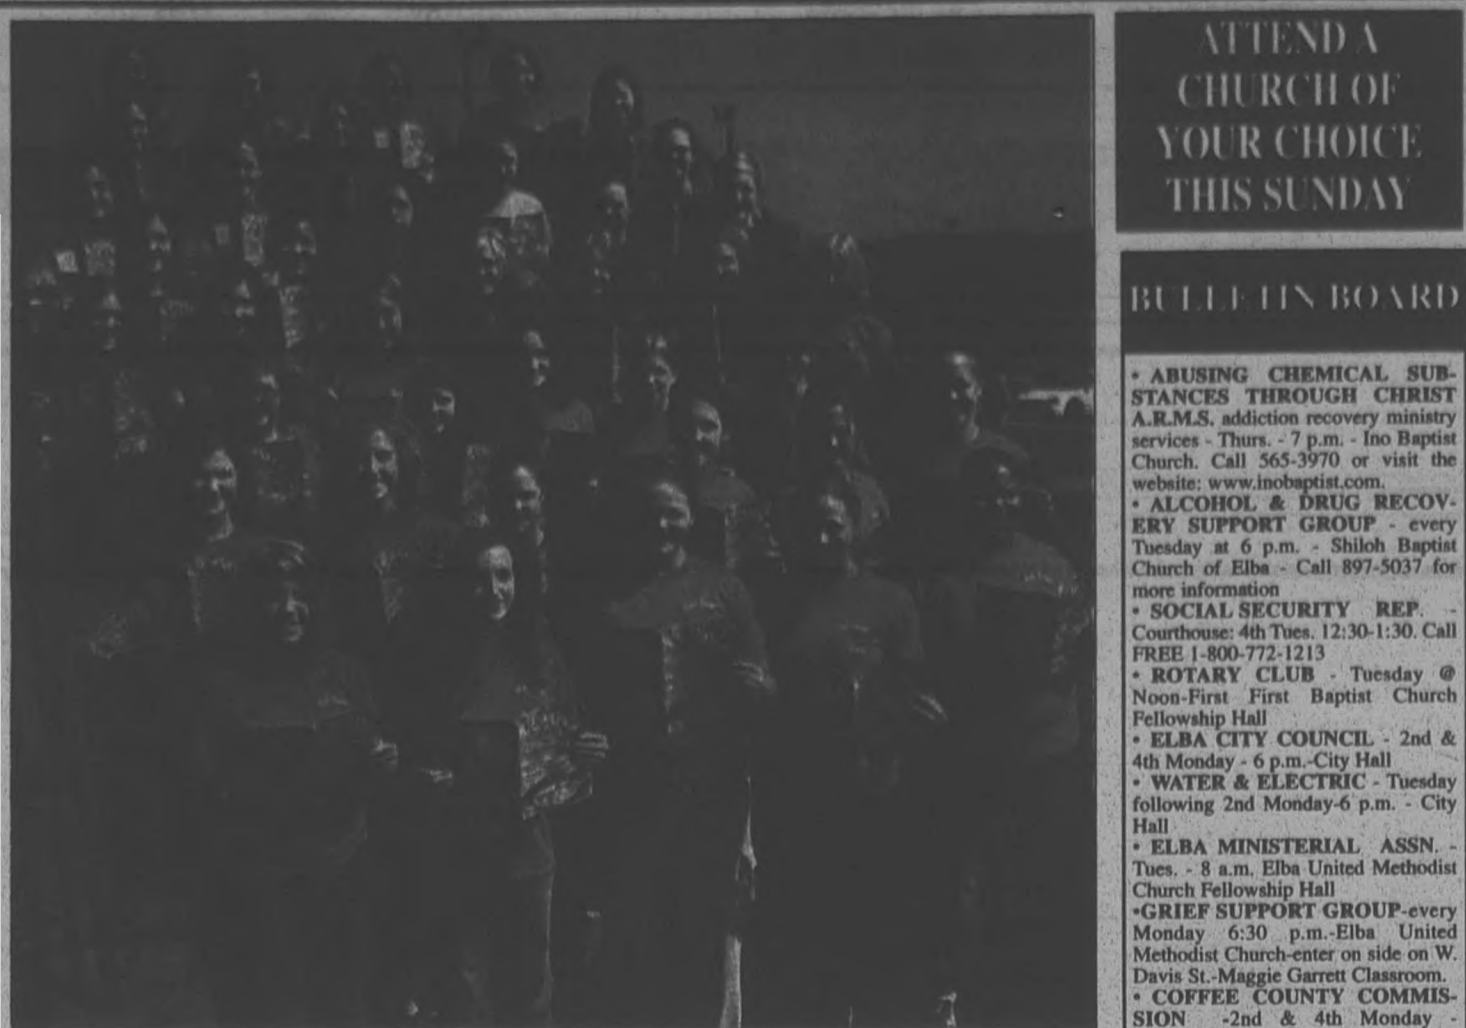 ATTEND A
CHURCH OF
YOUR CHOICE
THIS SUNDAY
BULLETIN BOARD
• ABUSING CHEMICAL SUB-
STANCES THROUGH CHRIST
A.R.M.S. addiction recovery ministry
services - Thurs. - 7 p.m. - Ino Baptist
Church. Call 565-3970 or visit the
website: www.inobaptist.com.
• ALCOHOL & DRUG RECOV-
ERY SUPPORT GROUP - every
Tuesday at 6 p.m. - Shiloh Baptist
Church of Elba - Call 897-5037 for
more information
• SOCIAL SECURITY REP. -
Courthouse: 4th Tues. 12:30-1:30. Call
FREE 1-800-772-1213
• ROTARY CLUB - Tuesday @
Noon-First First Baptist Church
Fellowship Hall
• ELBA CITY COUNCIL - 2nd &
4th Monday - 6 p.m.-City Hall
• WATER & ELECTRIC - Tuesday
following 2nd Monday-6 p.m. - City
Hall
• ELBA MINISTERIAL ASSN. -
Tues. - 8 a.m. Elba United Methodist
Church Fellowship Hall
•GRIEF SUPPORT GROUP-every
Monday 6:30 p.m.-Elba United
Methodist Church-enter on side on W.
Davis St.-Maggie Garrett Classroom.
• COFFEE COUNTY COMMIS-
SION -2nd & 4th Monday -